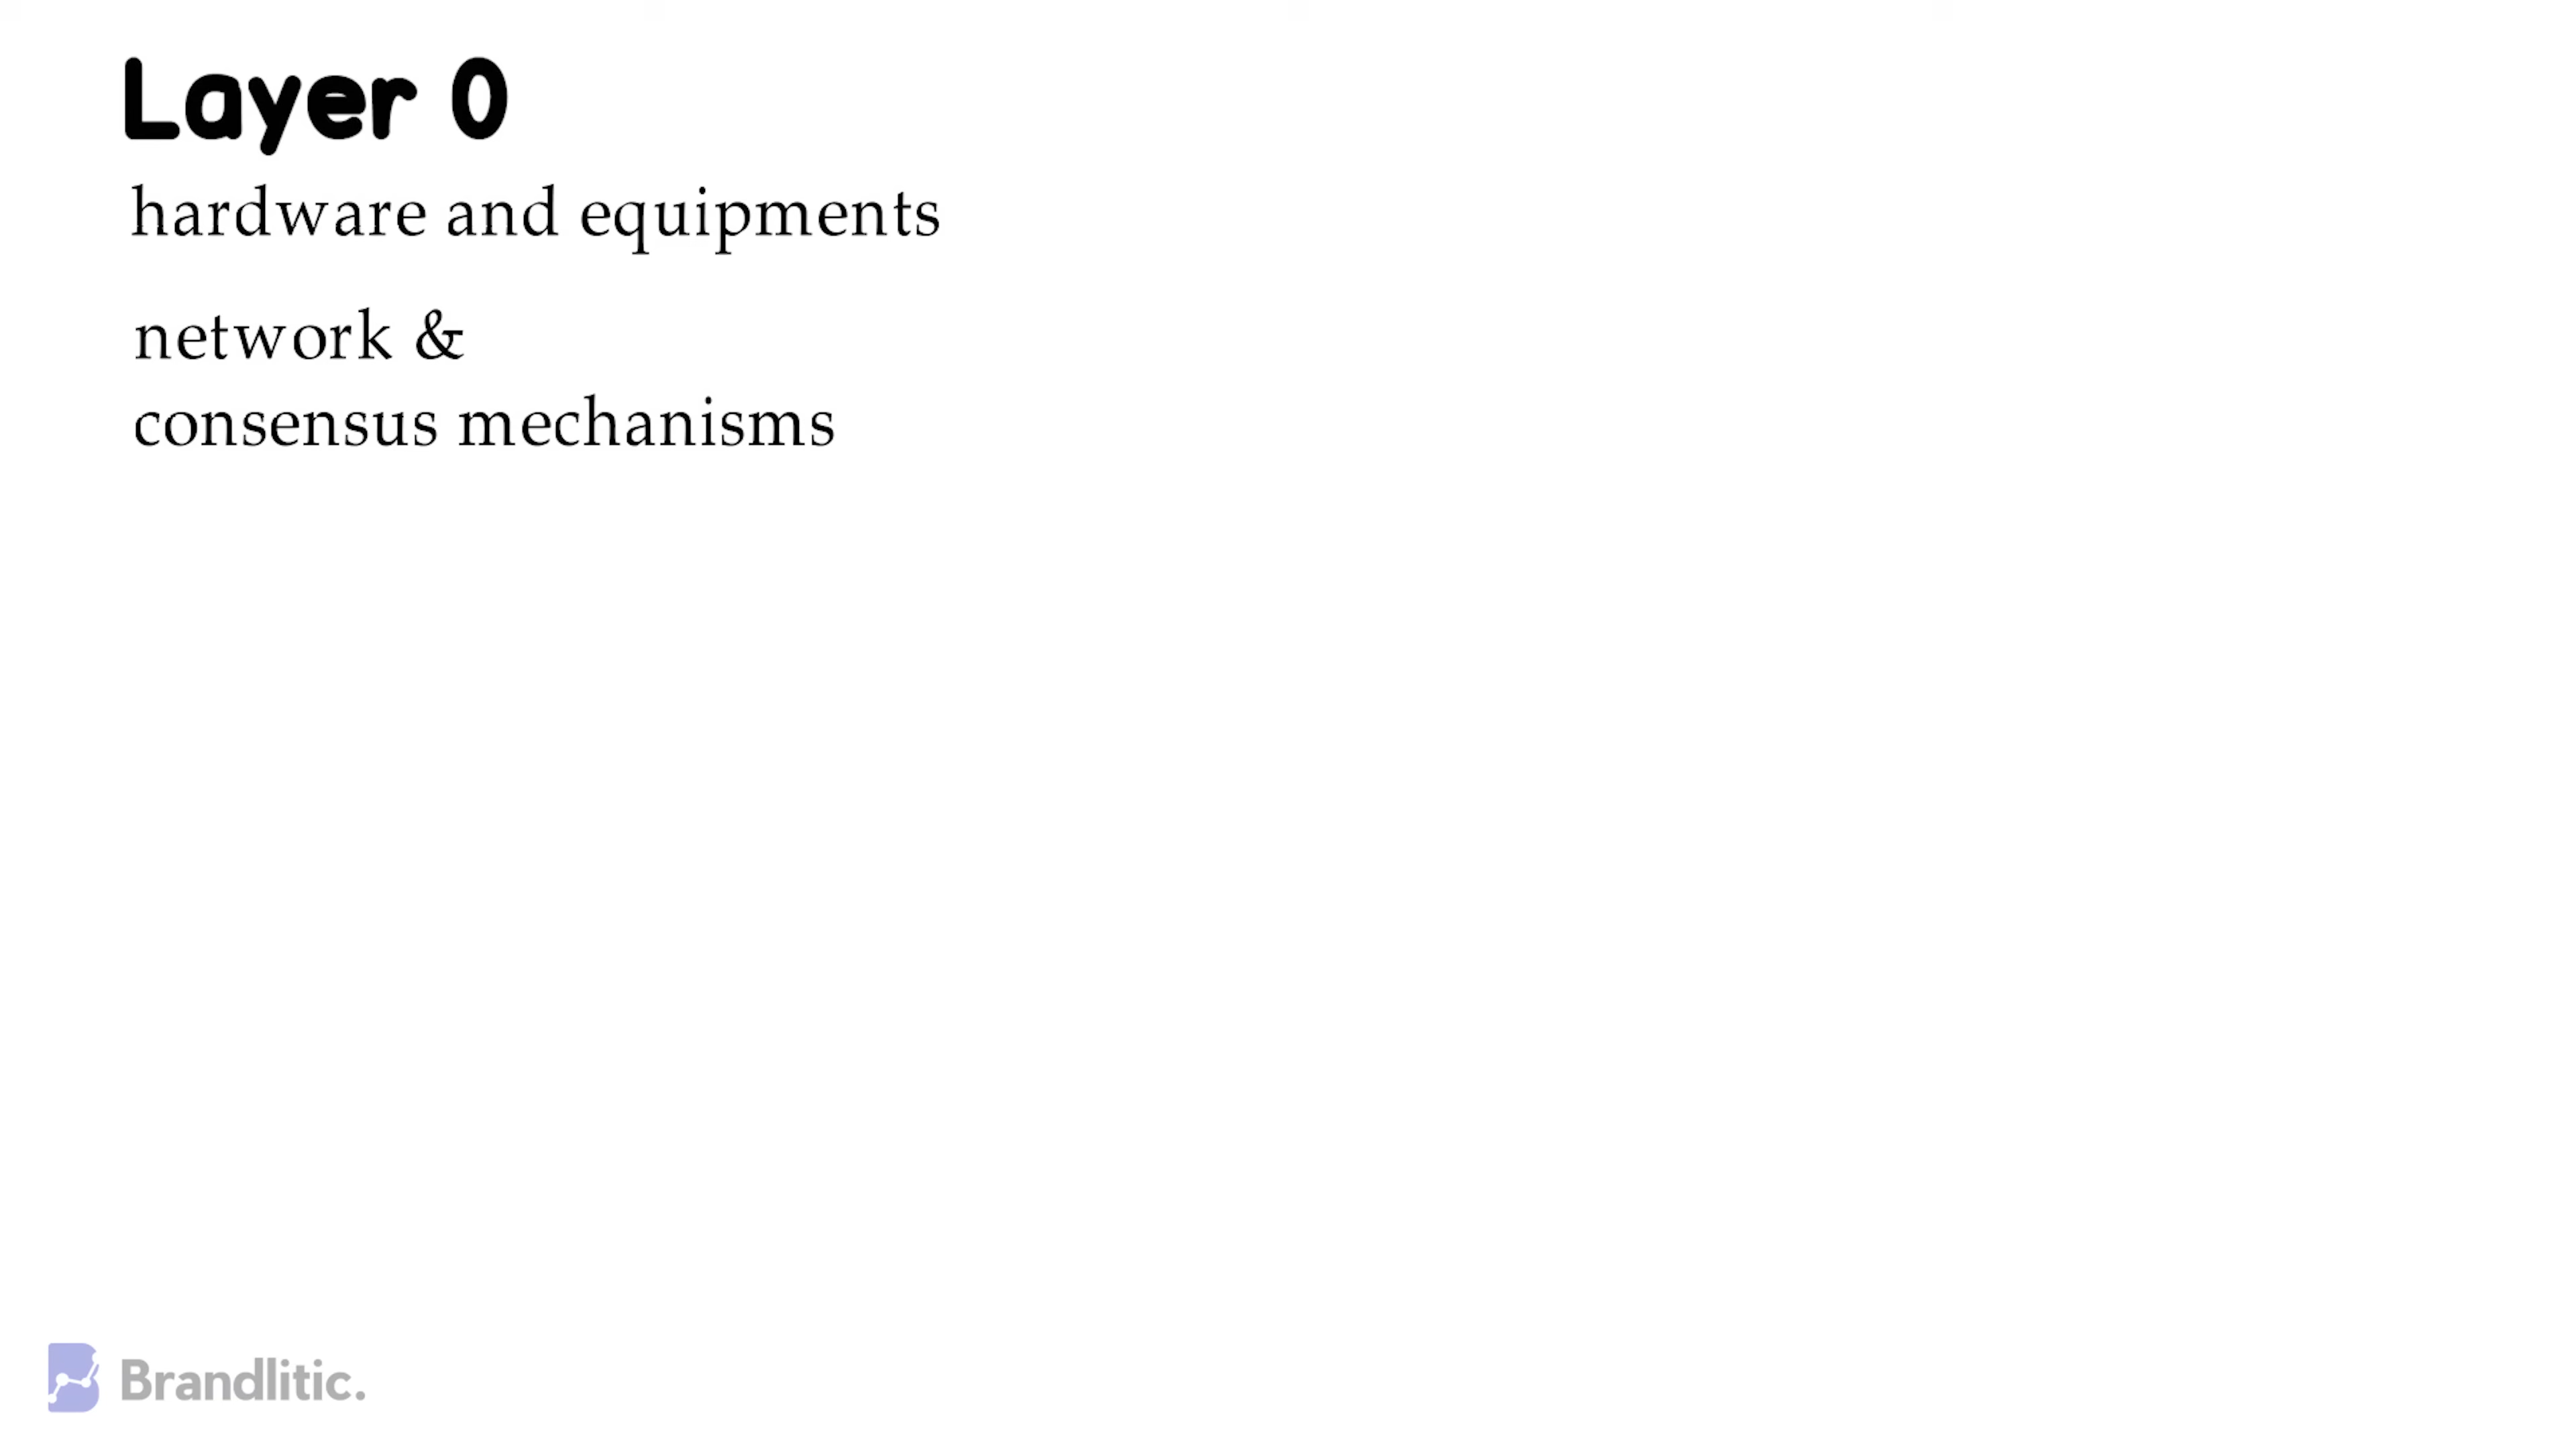 Layer 0
hardware and equipments
network &
consensus mechanisms
Brandlitic.